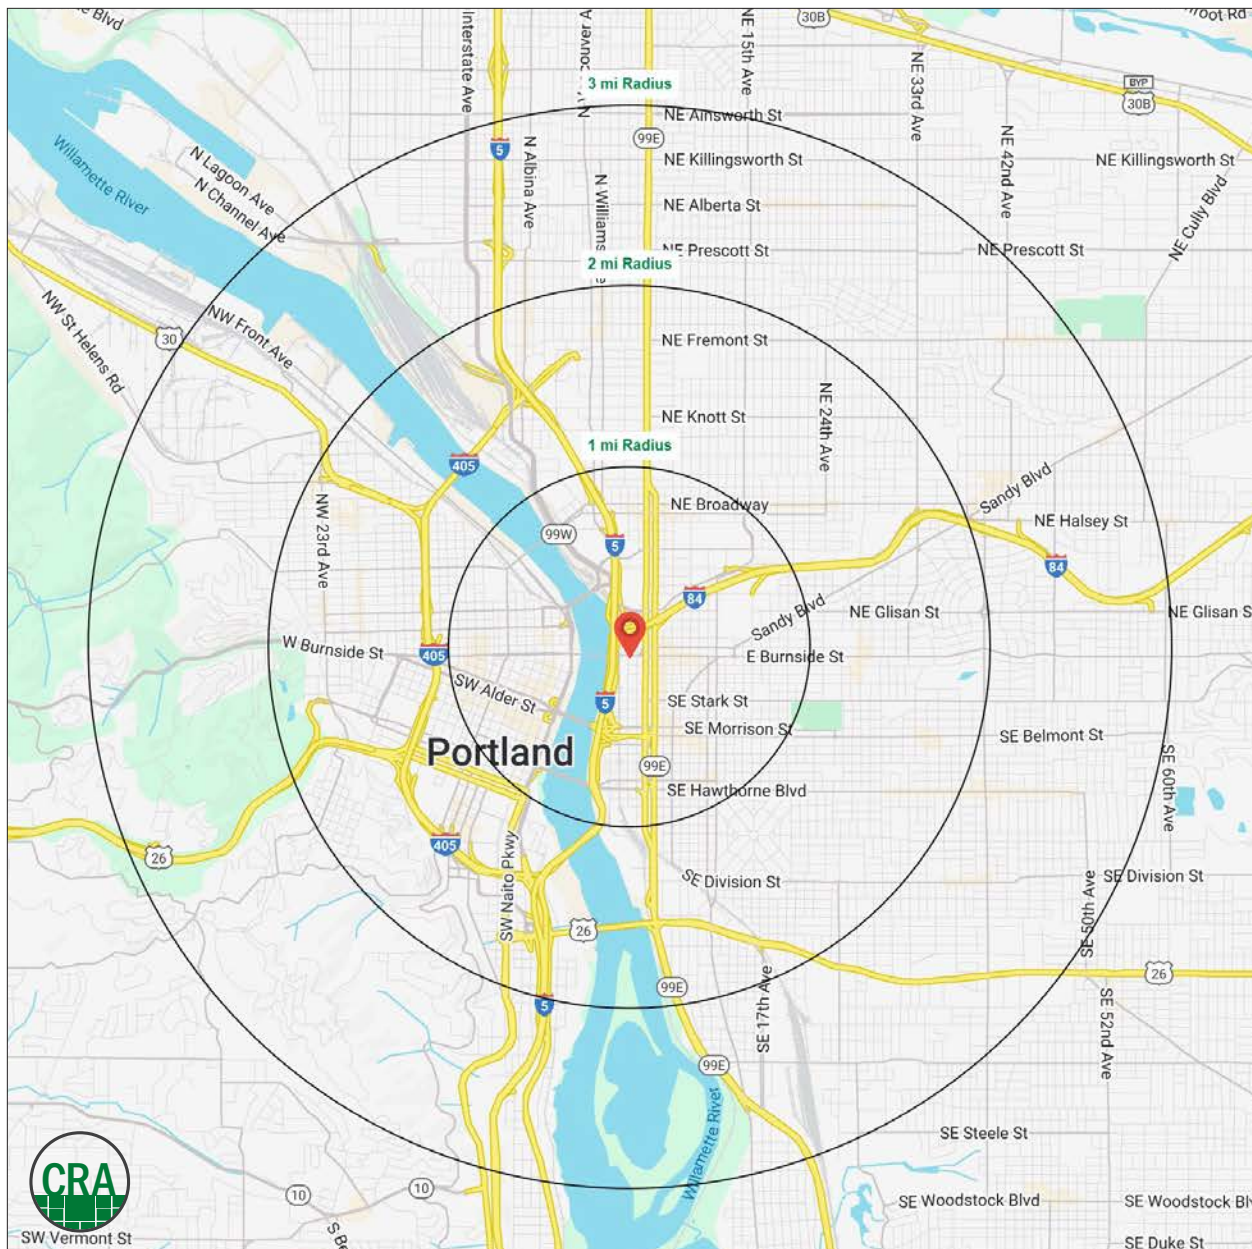 Blvd
Interstate Ave
NE 15th Ave
30B
NE 33rd Ave
BYP
30B
3 mi Radius
NE Ainsworth St
99E
5
N Albina Ave
NE Killingsworth St
NE 42nd Ave
NE Killingsworth St
N Lagoon Ave
N Channel Ave
Willamette River
N Williams
NE Alberta St
NE Cully Blvd
NE Prescott St
NE Prescott St
2 mi Radius
NW St Helens Rd
30
NW Front Ave
NE Fremont St
NE 24th Ave
NE Knott St
1 mi Radius
405
NW 23rd Ave
NE Broadway
Sandy Blvd
NE Halsey St
99W
5
84
84
Sandy Blvd
NE Glisan St
NE Glisan S
W Burnside St
405
E Burnside St
SW Alder St
5
SE Stark St
SE Morrison St
SE Belmont St
Portland
99E
SE Hawthorne Blvd
SE 60th Ave
26
405
SW Naito Pkwy
SE Division St
SE Division St
SE 50th Ave
26
26
99E
5
SE 17th Ave
SE 52nd Ave
99E
Willamette River
SE Steele St
CRA
10
10
SE Woodstock Blvd
SE Woodstock Blv
SW Vermont St
S Be
SE Duke St